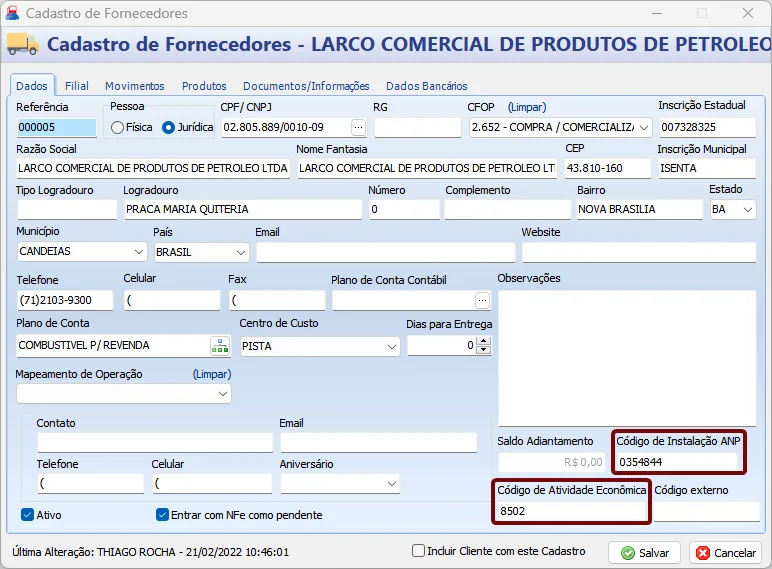 Cadastro de Fornecedores
Cadastro de Fornecedores - LARCO COMERCIAL DE PRODUTOS DE PETROLEO
Dados Filial Movimentos Produtos Documentos/Informações Dados Bancários
Referência Pessoa CPF/ CNPJ RG CFOP (Limpar) Inscrição Estadual
000005 Física Jurídica 02.805.889/0010-09 ... 2.652 - COMPRA / COMERCIALIZA 007328325
Razão Social Nome Fantasia CEP Inscrição Municipal
LARCO COMERCIAL DE PRODUTOS DE PETROLEO LTDA LARCO COMERCIAL DE PRODUTOS DE PETROLEO LT 43.810-160 ISENTA
Tipo Logradouro Logradouro Número Complemento Bairro Estado
PRACA MARIA QUITERIA 0 NOVA BRASILIA BA
Município País Email Website
CANDEIAS BRASIL
Telefone Celular Fax Plano de Conta Contábil Observações
(71)2103-9300 ( ( ...
Plano de Conta Centro de Custo Dias para Entrega
COMBUSTIVEL P/ REVENDA PISTA 0
Mapeamento de Operação (Limpar)
Contato Email
Saldo Adiantamento Código de Instalação ANP
R$ 0,00 0354844
Telefone Celular Aniversário
( (
Código de Atividade Econômica Código externo
8502
Ativo Entrar com NFe como pendente
Última Alteração: THIAGO ROCHA - 21/02/2022 10:46:01 Incluir Cliente com este Cadastro Salvar Cancelar